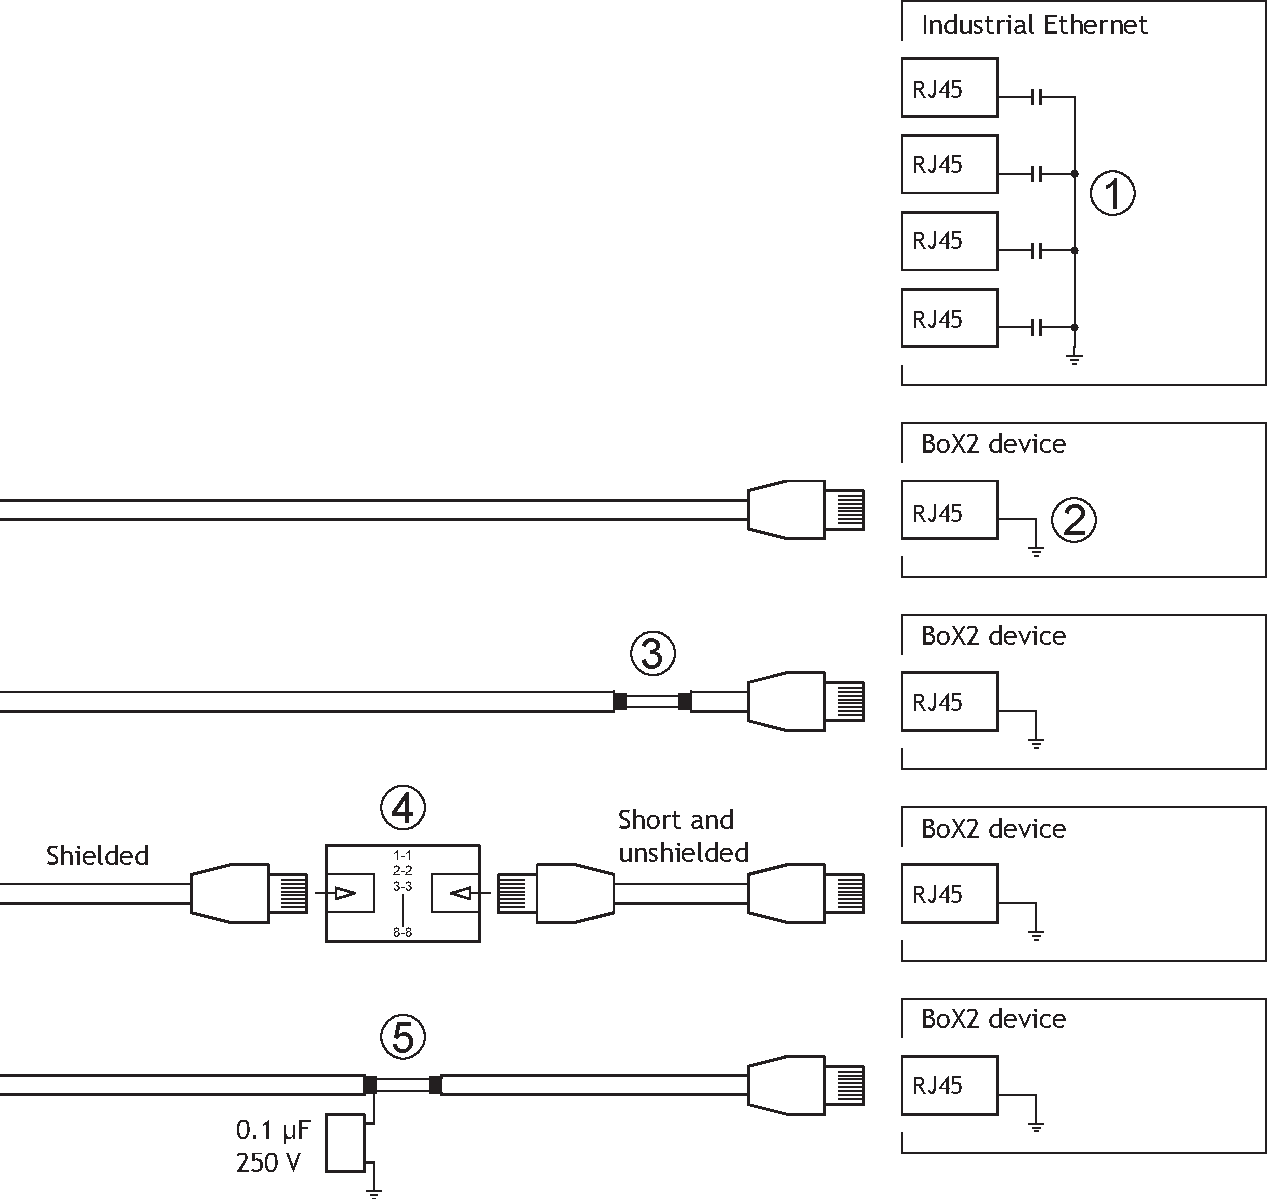 Industrial Ethernet
RJ45
RJ45
1
RJ45
RJ45
BoX2 device
RJ45
2
BoX2 device
3
RJ45
4
Short and
unshielded
Shielded
1-1
2-2
3-3
8-8
BoX2 device
RJ45
5
BoX2 device
RJ45
0.1 µF
250 V